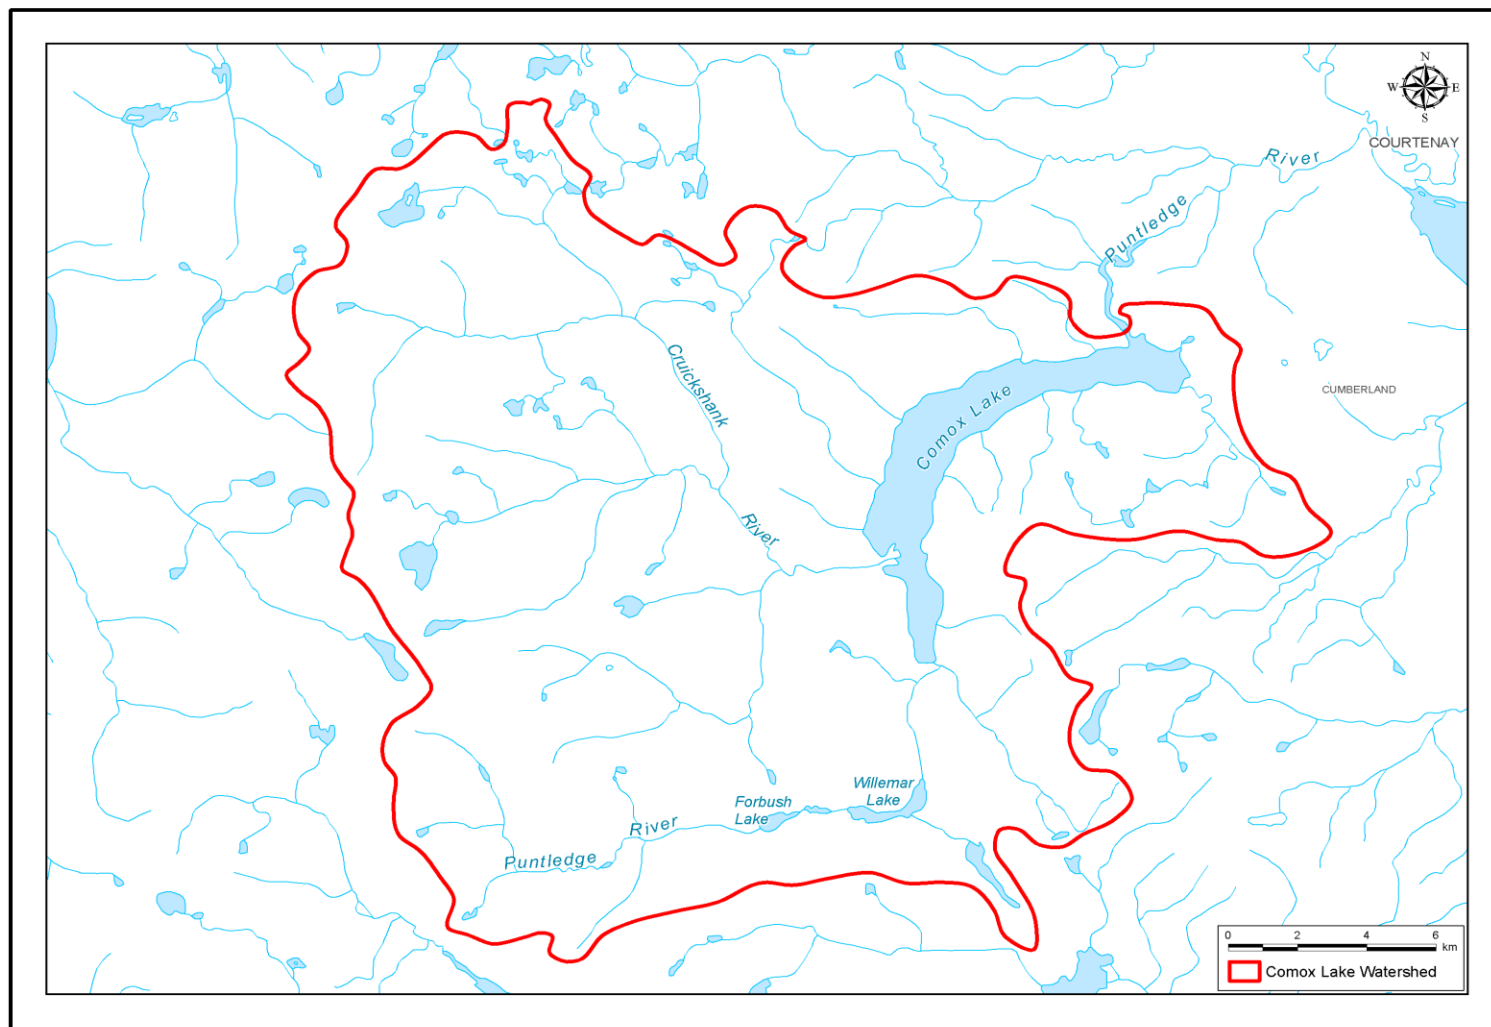 N
W E
S
COURTENAY
River
Puntledge
Cruickshank
Comox Lake
CUMBERLAND
River
Willemar
Lake
Forbush
Lake
River
Puntledge
0 2 4 6
km
Comox Lake Watershed